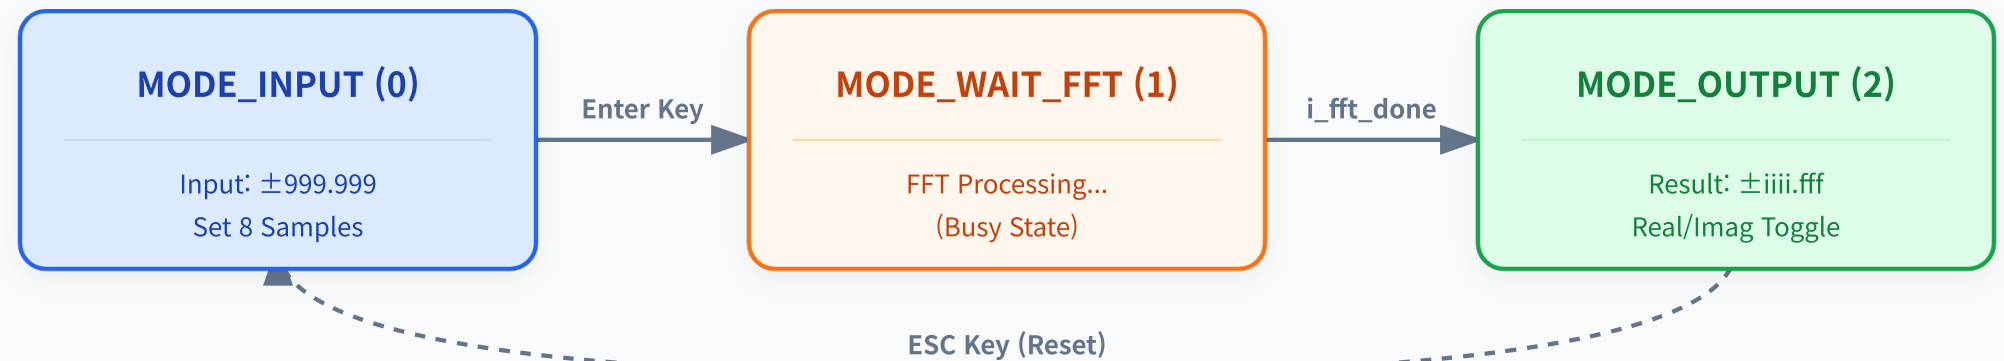 MODE_INPUT (0)
Input: ±999.999
Set 8 Samples
Enter Key
MODE_WAIT_FFT (1)
FFT Processing...
(Busy State)
i_fft_done
MODE_OUTPUT (2)
Result: ±iiii.fff
Real/Imag Toggle
ESC Key (Reset)